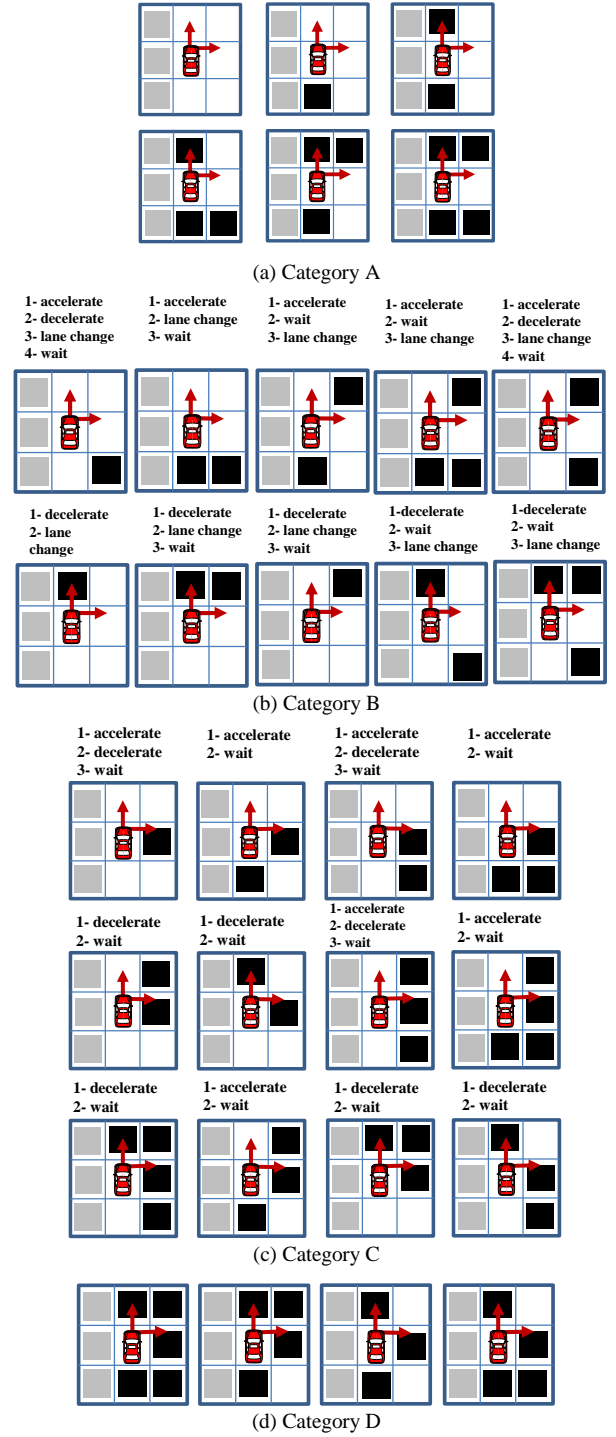 (a) Category A
1- accelerate
2- decelerate
3- lane change
4- wait
1- accelerate
2- lane change
3- wait
1- accelerate
2- wait
3- lane change
1- accelerate
2- wait
3- lane change
1- accelerate
2- decelerate
3- lane change
4- wait
1- decelerate
2- lane
change
1- decelerate
2- lane change
3- wait
1- decelerate
2- lane change
3- wait
1-decelerate
2- wait
3- lane change
1-decelerate
2- wait
3- lane change
(b) Category B
1- accelerate
2- decelerate
3- wait
1- accelerate
2- wait
1- accelerate
2- decelerate
3- wait
1- accelerate
2- wait
1- decelerate
2- wait
1- decelerate
2- wait
1- accelerate
2- decelerate
3- wait
1- accelerate
2- wait
1- decelerate
2- wait
1- accelerate
2- wait
1- decelerate
2- wait
1- decelerate
2- wait
(c) Category C
(d) Category D